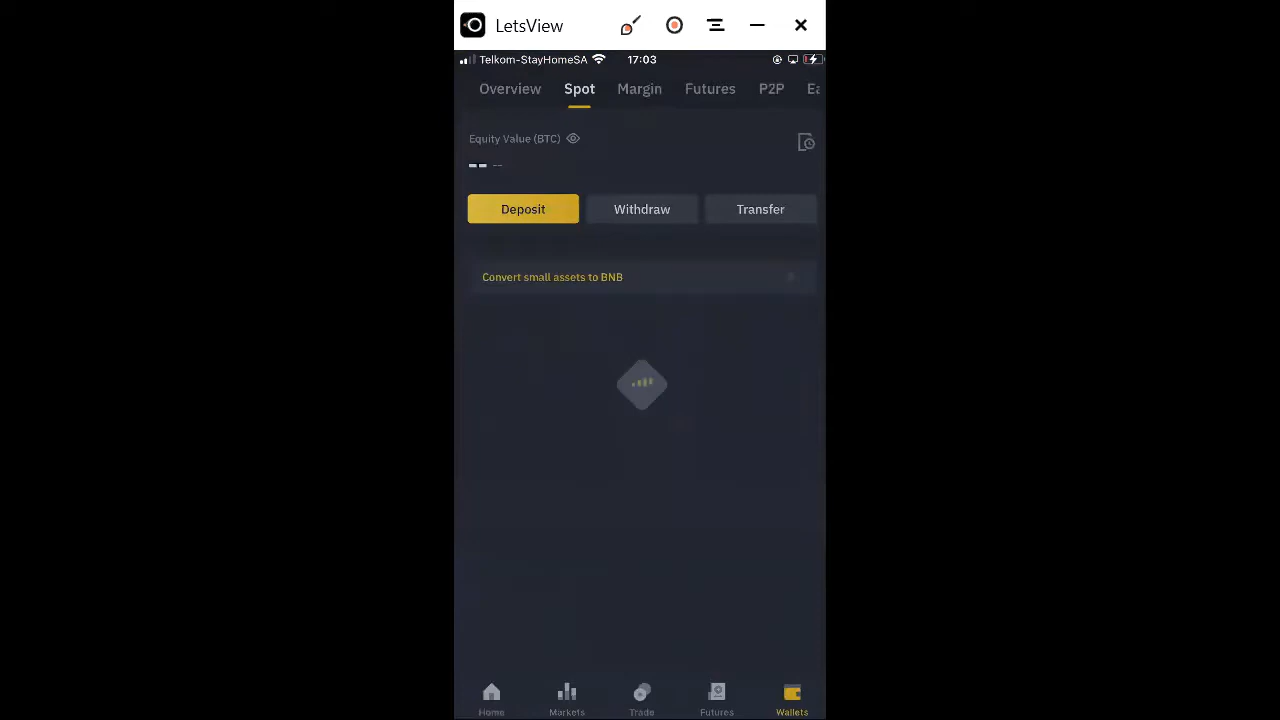 LetsView
Telkom-StayHomeSA 17:03
Overview Spot Margin Futures P2P Ea
Equity Value (BTC)
-- --
Deposit Withdraw Transfer
Convert small assets to BNB
Home Markets Trade Futures Wallets